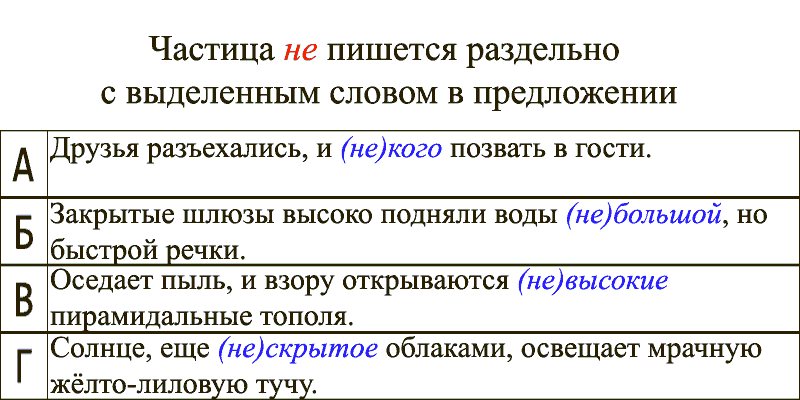 Частица не пишется раздельно
с выделенным словом в предложении
А
Друзья разъехались, и (не)кого позвать в гости.
Б
Закрытые шлюзы высоко подняли воды (не)большой, но
быстрой речки.
В
Оседает пыль, и взору открываются (не)высокие
пирамидальные тополя.
Г
Солнце, еще (не)скрытое облаками, освещает мрачную
жёлто-лиловую тучу.